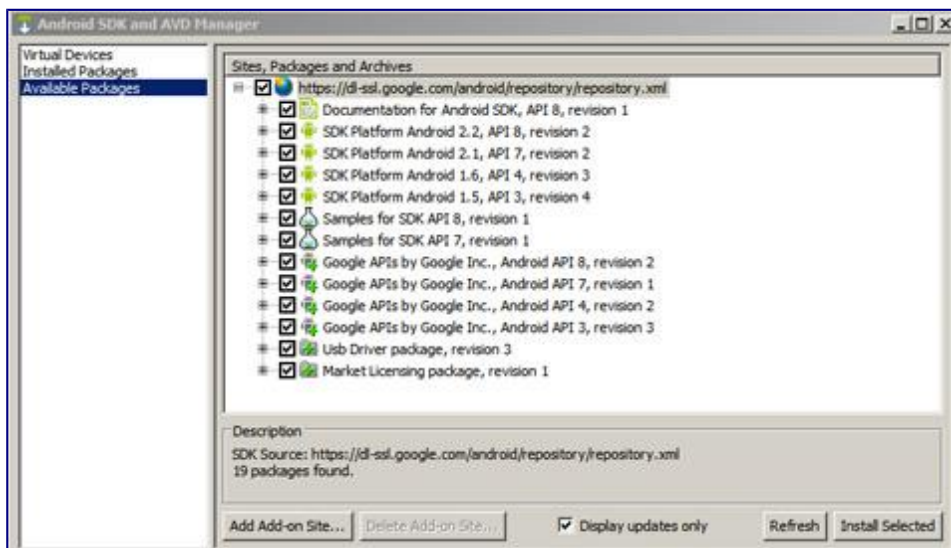 Android SDK and AVD Manager
Virtual Devices
Installed Packages
Available Packages
Sites, Packages and Archives
https://dl-ssl.google.com/android/repository/repository.xml
Documentation for Android SDK, API 8, revision 1
SDK Platform Android 2.2, API 8, revision 2
SDK Platform Android 2.1, API 7, revision 2
SDK Platform Android 1.6, API 4, revision 3
SDK Platform Android 1.5, API 3, revision 4
Samples for SDK API 8, revision 1
Samples for SDK API 7, revision 1
Google APIs by Google Inc., Android API 8, revision 2
Google APIs by Google Inc., Android API 7, revision 1
Google APIs by Google Inc., Android API 4, revision 2
Google APIs by Google Inc., Android API 3, revision 3
Usb Driver package, revision 3
Market Licensing package, revision 1
Description
SDK Source: https://dl-ssl.google.com/android/repository/repository.xml
19 packages found.
Add Add-on Site... Delete Add-on Site... Display updates only Refresh Install Selected